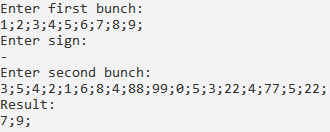 Enter first bunch:
1;2;3;4;5;6;7;8;9;
Enter sign:
-
Enter second bunch:
3;5;4;2;1;6;8;4;88;99;0;5;3;22;4;77;5;22;
Result:
7;9;